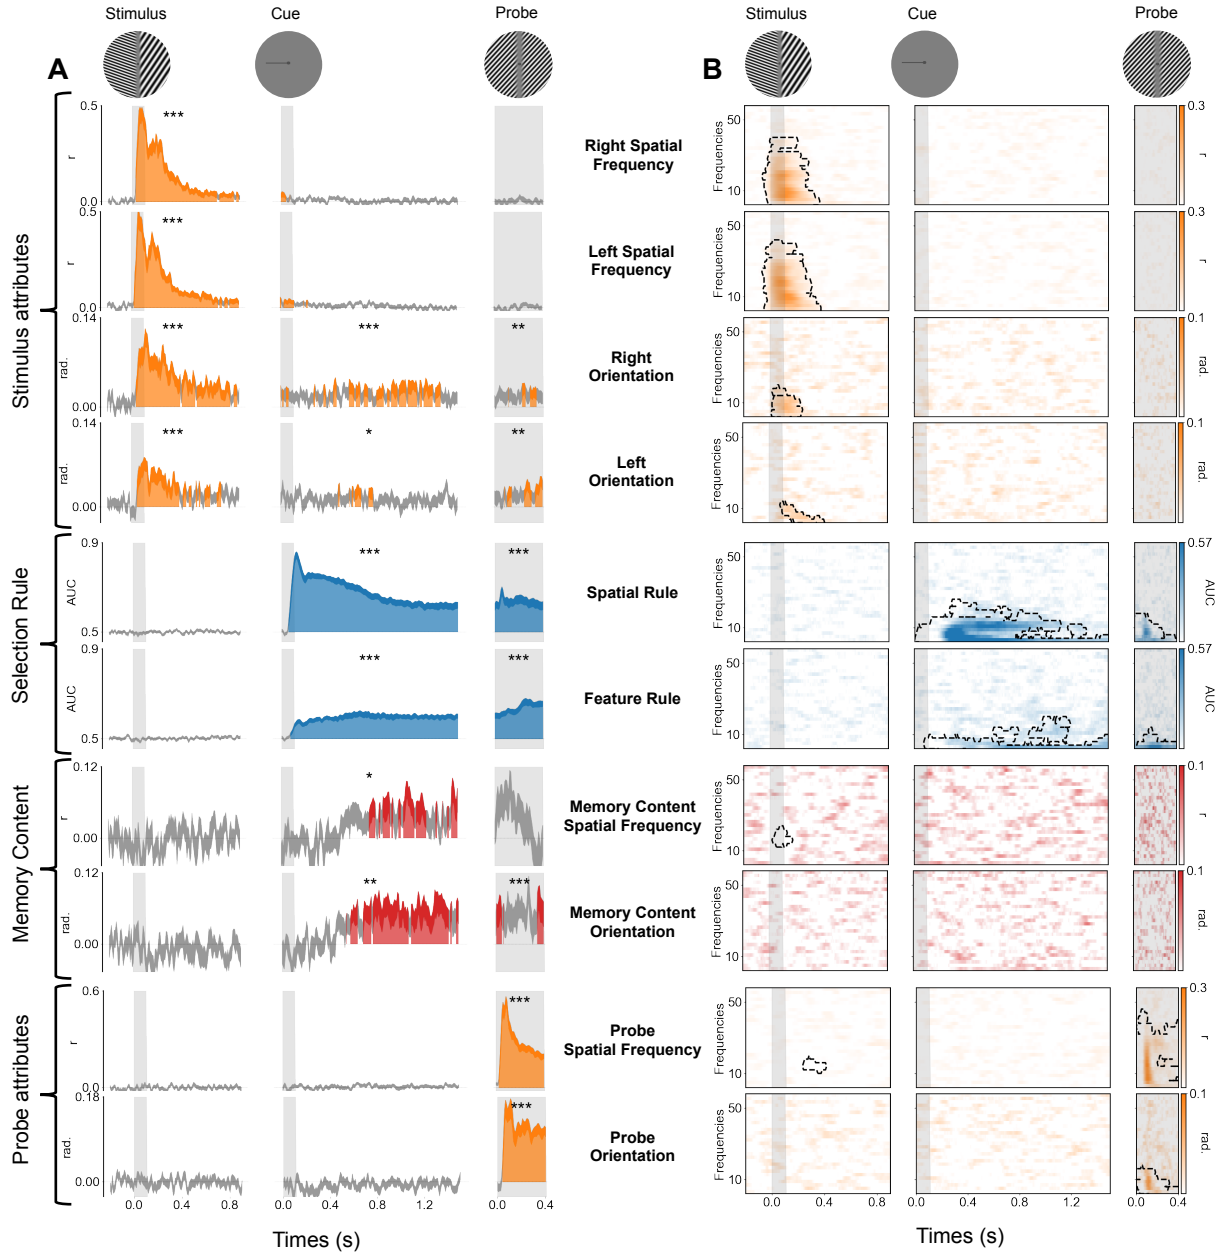 Stimulus
Cue
Probe
Stimulus
Cue
Probe
A
B
Stimulus attributes
Selection Rule
Memory Content
Probe attributes
0.5
r
0.0
***
Right Spatial
Frequency
Frequencies
50
10
0.3
r
0.5
r
0.0
***
Left Spatial
Frequency
Frequencies
50
10
0.3
r
0.14
rad.
0.00
***
***
**
Right
Orientation
Frequencies
50
10
0.1
rad.
0.14
rad.
0.00
***
*
**
Left
Orientation
Frequencies
50
10
0.1
rad.
0.9
AUC
0.5
***
***
Spatial Rule
Frequencies
50
10
0.57
AUC
0.9
AUC
0.5
***
***
Feature Rule
Frequencies
50
10
0.57
AUC
0.12
r
0.00
*
Memory Content
Spatial Frequency
Frequencies
50
10
0.1
r
0.12
rad.
0.00
**
***
Memory Content
Orientation
Frequencies
50
10
0.1
rad.
0.6
r
0.0
***
Probe
Spatial Frequency
Frequencies
50
10
0.3
r
0.18
rad.
0.00
***
Probe
Orientation
Frequencies
50
10
0.1
rad.
0.0 0.4 0.8 0.0 0.4 0.8 1.2 0.0 0.4
0.0 0.4 0.8 0.0 0.4 0.8 1.2 0.0 0.4
Times (s)
Times (s)